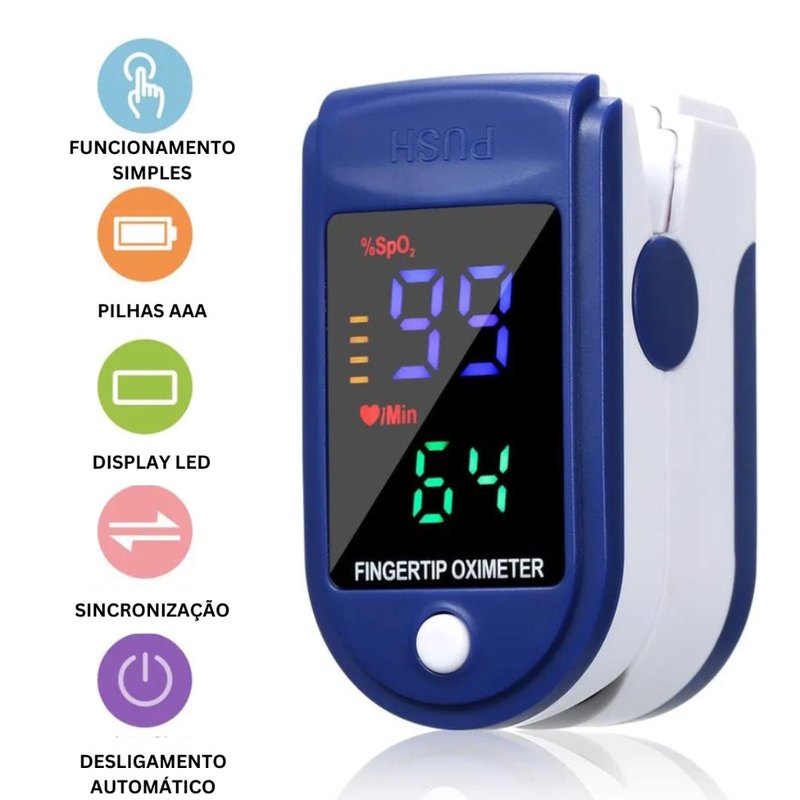 FUNCIONAMENTO
SIMPLES
PILHAS AAA
DISPLAY LED
SINCRONIZAÇÃO
DESLIGAMENTO
AUTOMÁTICO
PUSH
%SpO₂
99
/Min
64
FINGERTIP OXIMETER